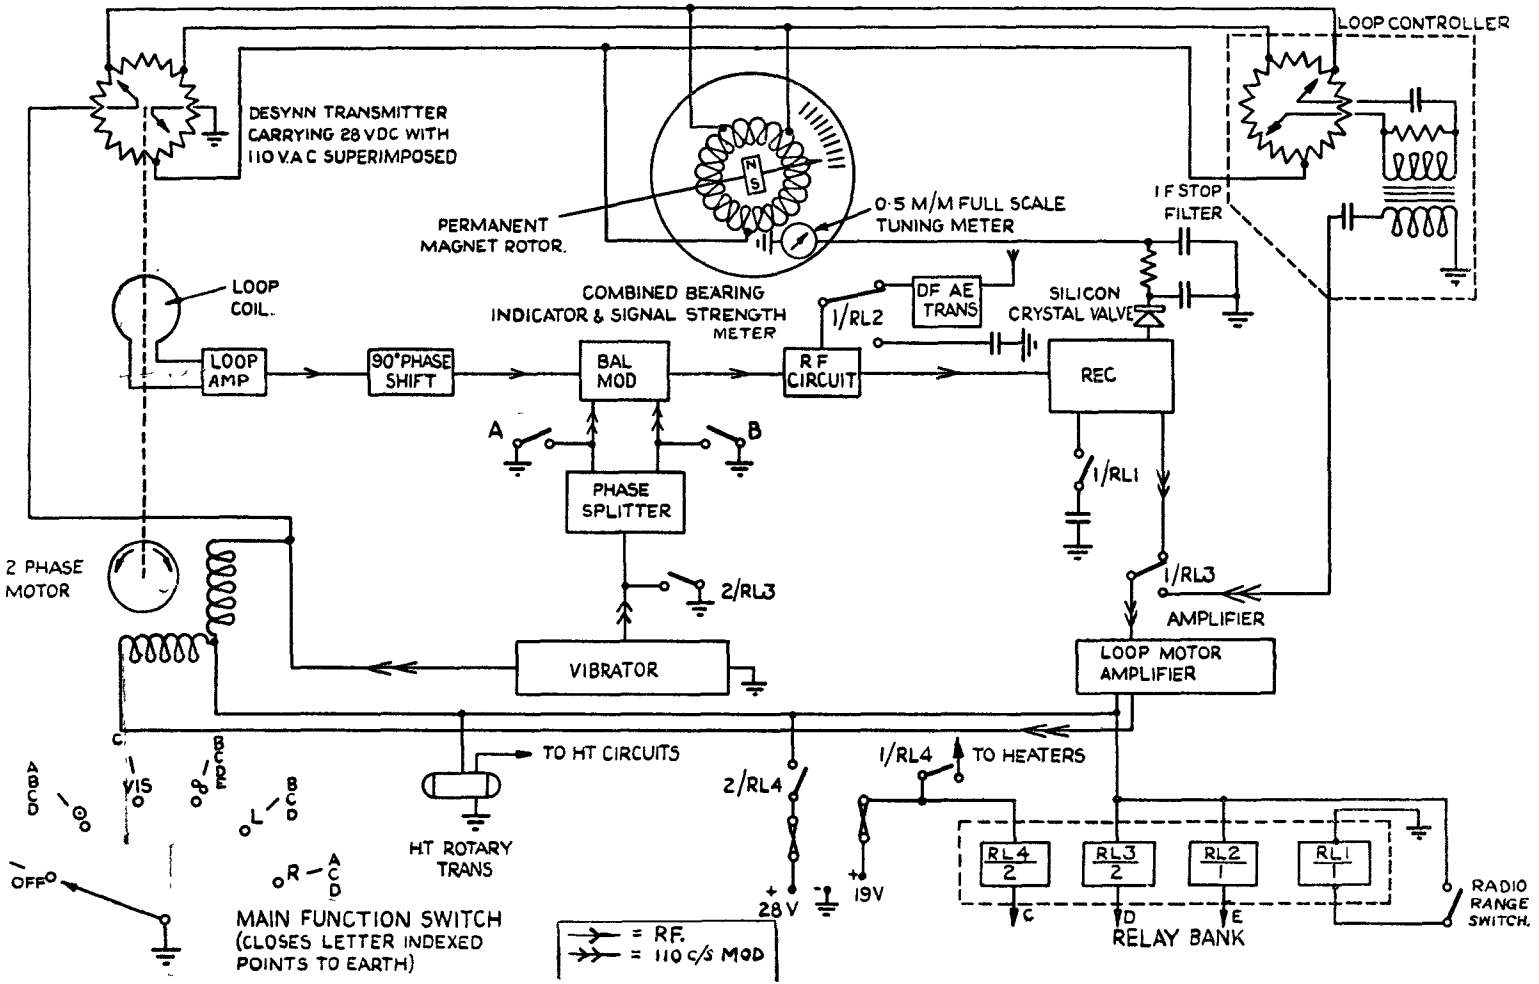 LOOP CONTROLLER
DESYNN TRANSMITTER
CARRYING 28 VDC WITH
110 V.A C SUPERIMPOSED
N
S
PERMANENT
MAGNET ROTOR.
0·5 M/M FULL SCALE
TUNING METER
1 F STOP
FILTER
LOOP
COIL.
COMBINED BEARING
INDICATOR & SIGNAL STRENGTH
METER
1/RL2
DF AE
TRANS
SILICON
CRYSTAL VALVE
LOOP
AMP
90° PHASE
SHIFT
BAL
MOD
R F
CIRCUIT
REC
A
B
1/RL1
PHASE
SPLITTER
2 PHASE
MOTOR
2/RL3
1/RL3
AMPLIFIER
VIBRATOR
LOOP MOTOR
AMPLIFIER
TO HT CIRCUITS
1/RL4
TO HEATERS
2/RL4
HT ROTARY
TRANS
+
28 V
-
+
19V
RL4
2
RL3
2
RL2
1
RL1
1
C
D
E
RELAY BANK
RADIO
RANGE
SWITCH.
A
B
C
D
C
VIS
B
C
D
E
L
B
C
D
R
A
C
D
OFF
MAIN FUNCTION SWITCH
(CLOSES LETTER INDEXED
POINTS TO EARTH)
= R.F.
= 110 C/S MOD